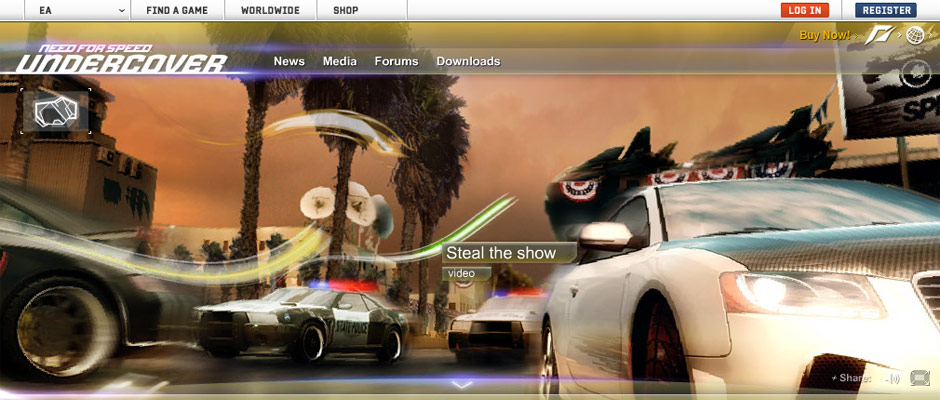 EA FIND A GAME WORLDWIDE SHOP LOG IN REGISTER
Buy Now!
NEED FOR SPEED
UNDERCOVER
News Media Forums Downloads
Steal the show
video
STATE POLICE
+ Share: